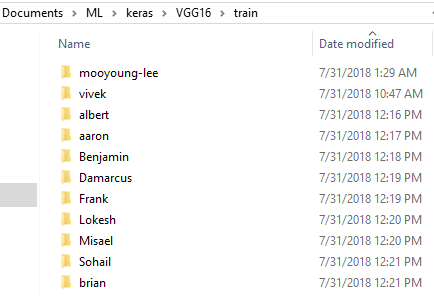 Documents > ML > keras > VGG16 > train
Name Date modified
mooyoung-lee 7/31/2018 1:29 AM
vivek 7/31/2018 10:47 AM
albert 7/31/2018 12:16 PM
aaron 7/31/2018 12:17 PM
Benjamin 7/31/2018 12:18 PM
Damarcus 7/31/2018 12:19 PM
Frank 7/31/2018 12:19 PM
Lokesh 7/31/2018 12:20 PM
Misael 7/31/2018 12:20 PM
Sohail 7/31/2018 12:21 PM
brian 7/31/2018 12:21 PM